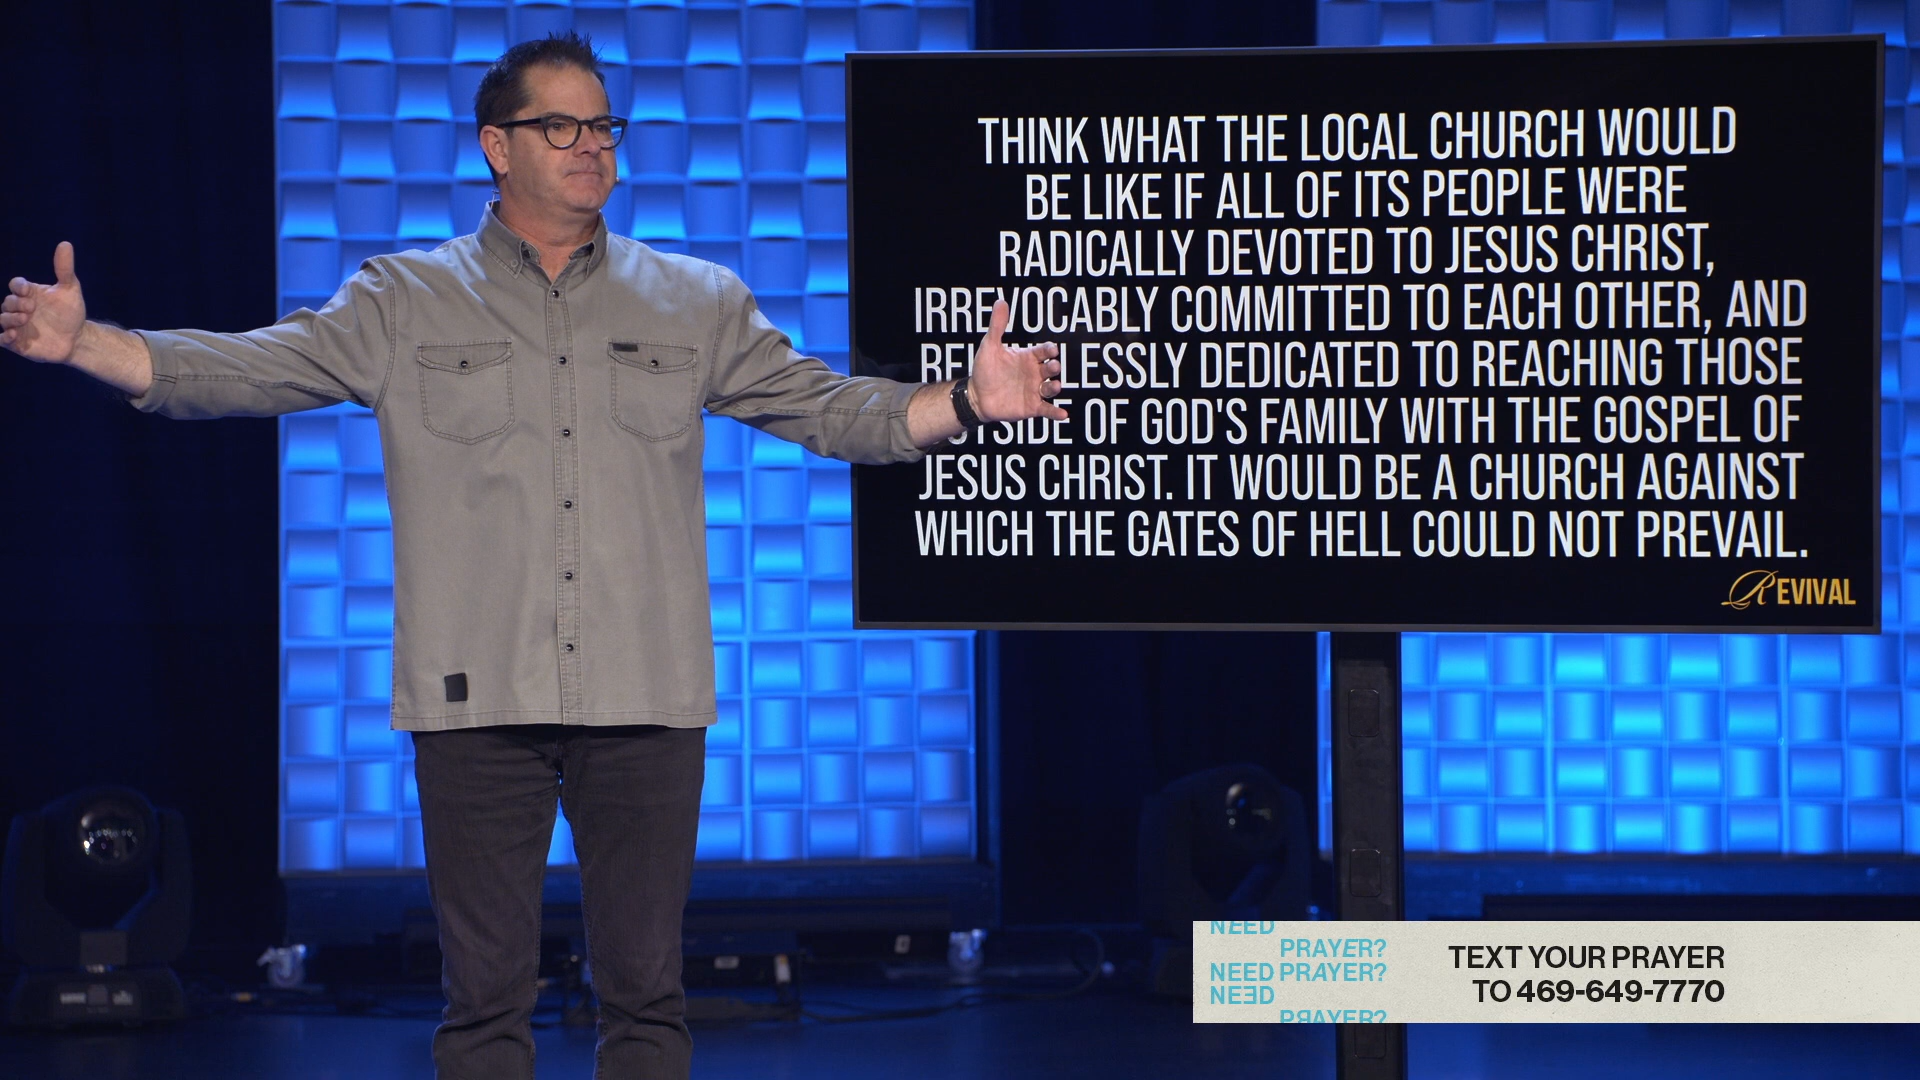 THINK WHAT THE LOCAL CHURCH WOULD
BE LIKE IF ALL OF ITS PEOPLE WERE
RADICALLY DEVOTED TO JESUS CHRIST,
IRREVOCABLY COMMITTED TO EACH OTHER, AND
DEDICATED TO REACHING THOSE
OF GOD'S FAMILY WITH THE GOSPEL OF
JESUS CHRIST. IT WOULD BE A CHURCH AGAINST
WHICH THE GATES OF HELL COULD NOT PREVAIL.
REVIVAL
NEED
PRAYER?
NEED PRAYER?
NEED
PRAYER?
TEXT YOUR PRAYER
TO 469-649-7770